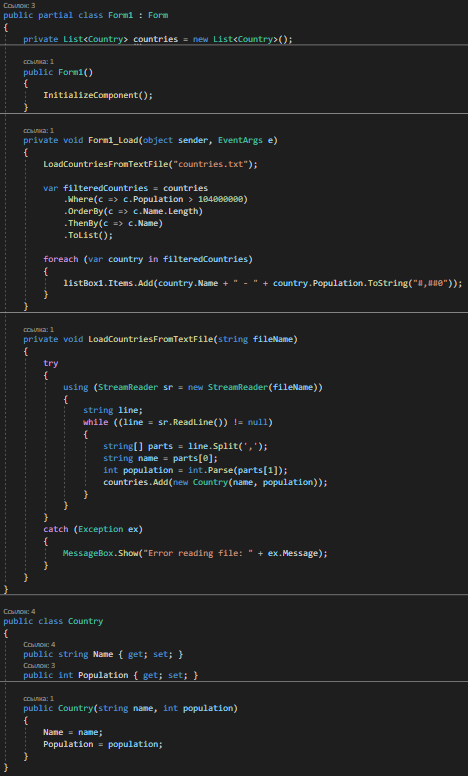 Ссылок: 3
public partial class Form1 : Form
{
private List<Country> countries = new List<Country>();
ссылка: 1
public Form1()
{
InitializeComponent();
}
ссылка: 1
private void Form1_Load(object sender, EventArgs e)
{
LoadCountriesFromTextFile("countries.txt");
var filteredCountries = countries
.Where(c => c.Population > 104000000)
.OrderBy(c => c.Name.Length)
.ThenBy(c => c.Name)
.ToList();
foreach (var country in filteredCountries)
{
listBox1.Items.Add(country.Name + " - " + country.Population.ToString("#,##0"));
}
}
ссылка: 1
private void LoadCountriesFromTextFile(string fileName)
{
try
{
using (StreamReader sr = new StreamReader(fileName))
{
string line;
while ((line = sr.ReadLine()) != null)
{
string[] parts = line.Split(',');
string name = parts[0];
int population = int.Parse(parts[1]);
countries.Add(new Country(name, population));
}
}
}
catch (Exception ex)
{
MessageBox.Show("Error reading file: " + ex.Message);
}
}
}
Ссылок: 4
public class Country
{
Ссылок: 4
public string Name { get; set; }
Ссылок: 3
public int Population { get; set; }
ссылка: 1
public Country(string name, int population)
{
Name = name;
Population = population;
}
}